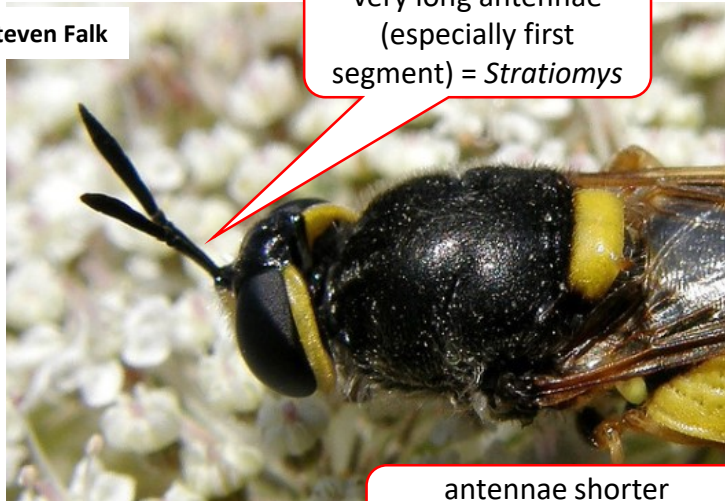 teven Falk
very long antennae
(especially first
segment) = Stratiomys
antennae shorter